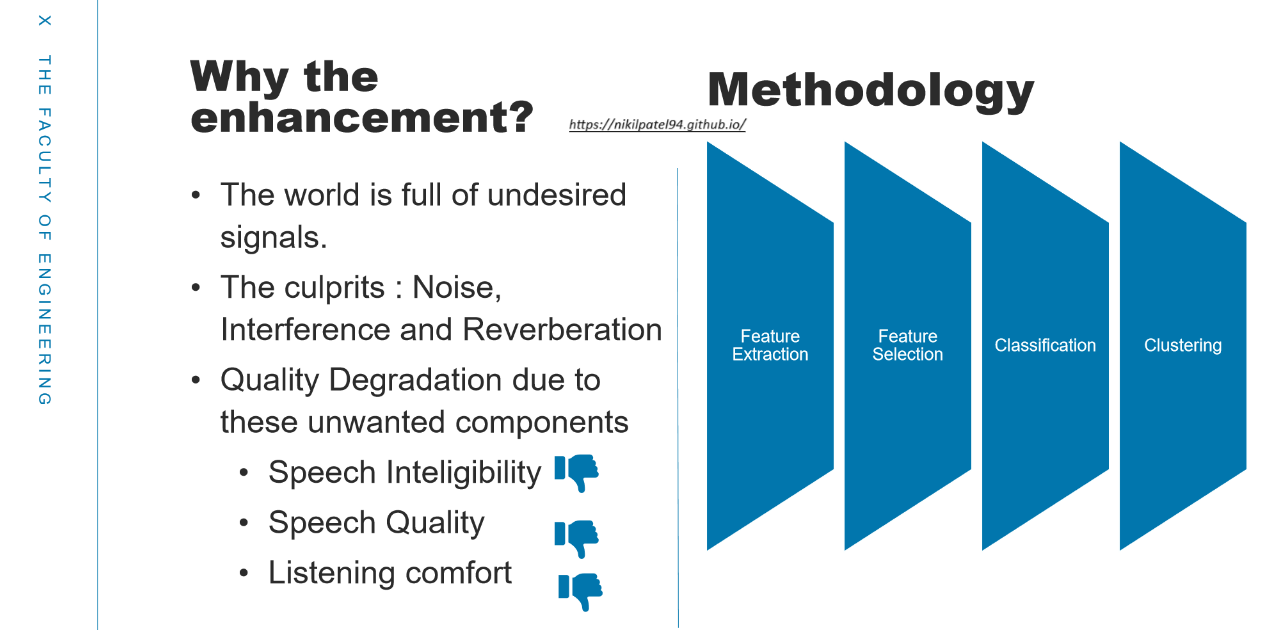 X THE FACULTY OF ENGINEERING
Why the
enhancement?
https://nikilpatel94.github.io/
• The world is full of undesired
signals.
• The culprits : Noise,
Interference and Reverberation
• Quality Degradation due to
these unwanted components
• Speech Inteligibility
• Speech Quality
• Listening comfort
Methodology
Feature
Extraction
Feature
Selection
Classification
Clustering